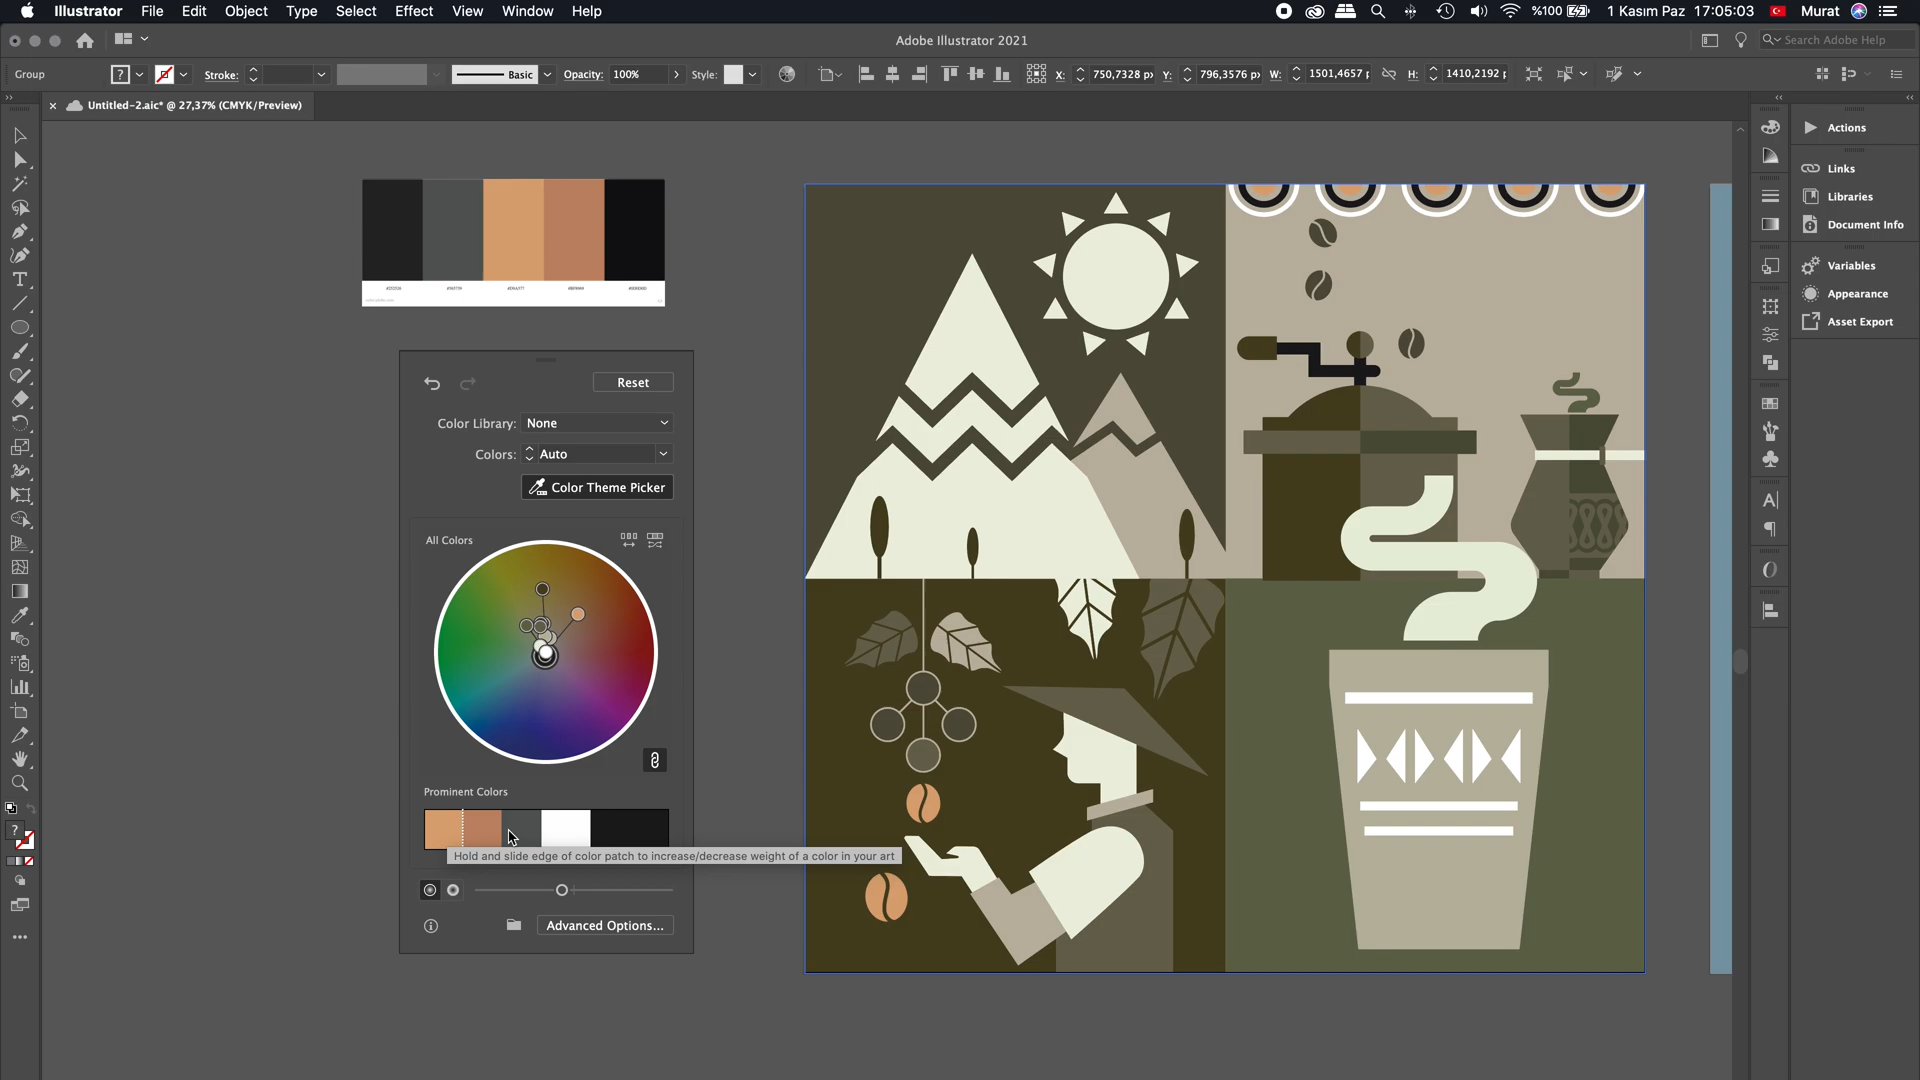 Illustrator File Edit Object Type Select Effect View Window Help %100 1 Kasım Paz 17:05:03 Murat
Adobe Illustrator 2021 Search Adobe Help
Group ? Stroke: Basic Opacity: 100% Style: X: 750,7328 px Y: 796,3576 px W: 1501,4657 p H: 1410,2192 p
Untitled-2.aic* @ 27,37% (CMYK/Preview)
Actions
Links
Libraries
Document Info
Variables
Appearance
Asset Export
Reset
Color Library: None
Colors: Auto
Color Theme Picker
All Colors
Prominent Colors
Hold and slide edge of color patch to increase/decrease weight of a color in your art
Advanced Options...